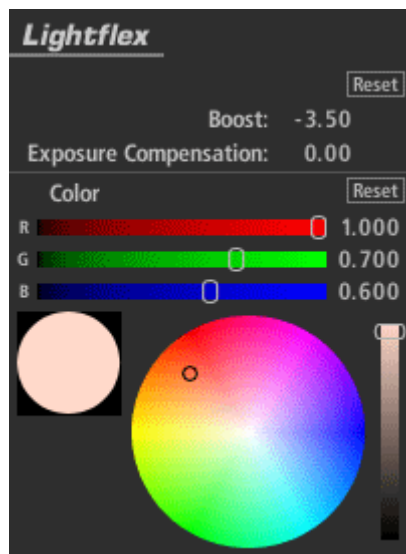 Lightflex
Reset
Boost: -3.50
Exposure Compensation: 0.00
Color Reset
R 1.000
G 0.700
B 0.600